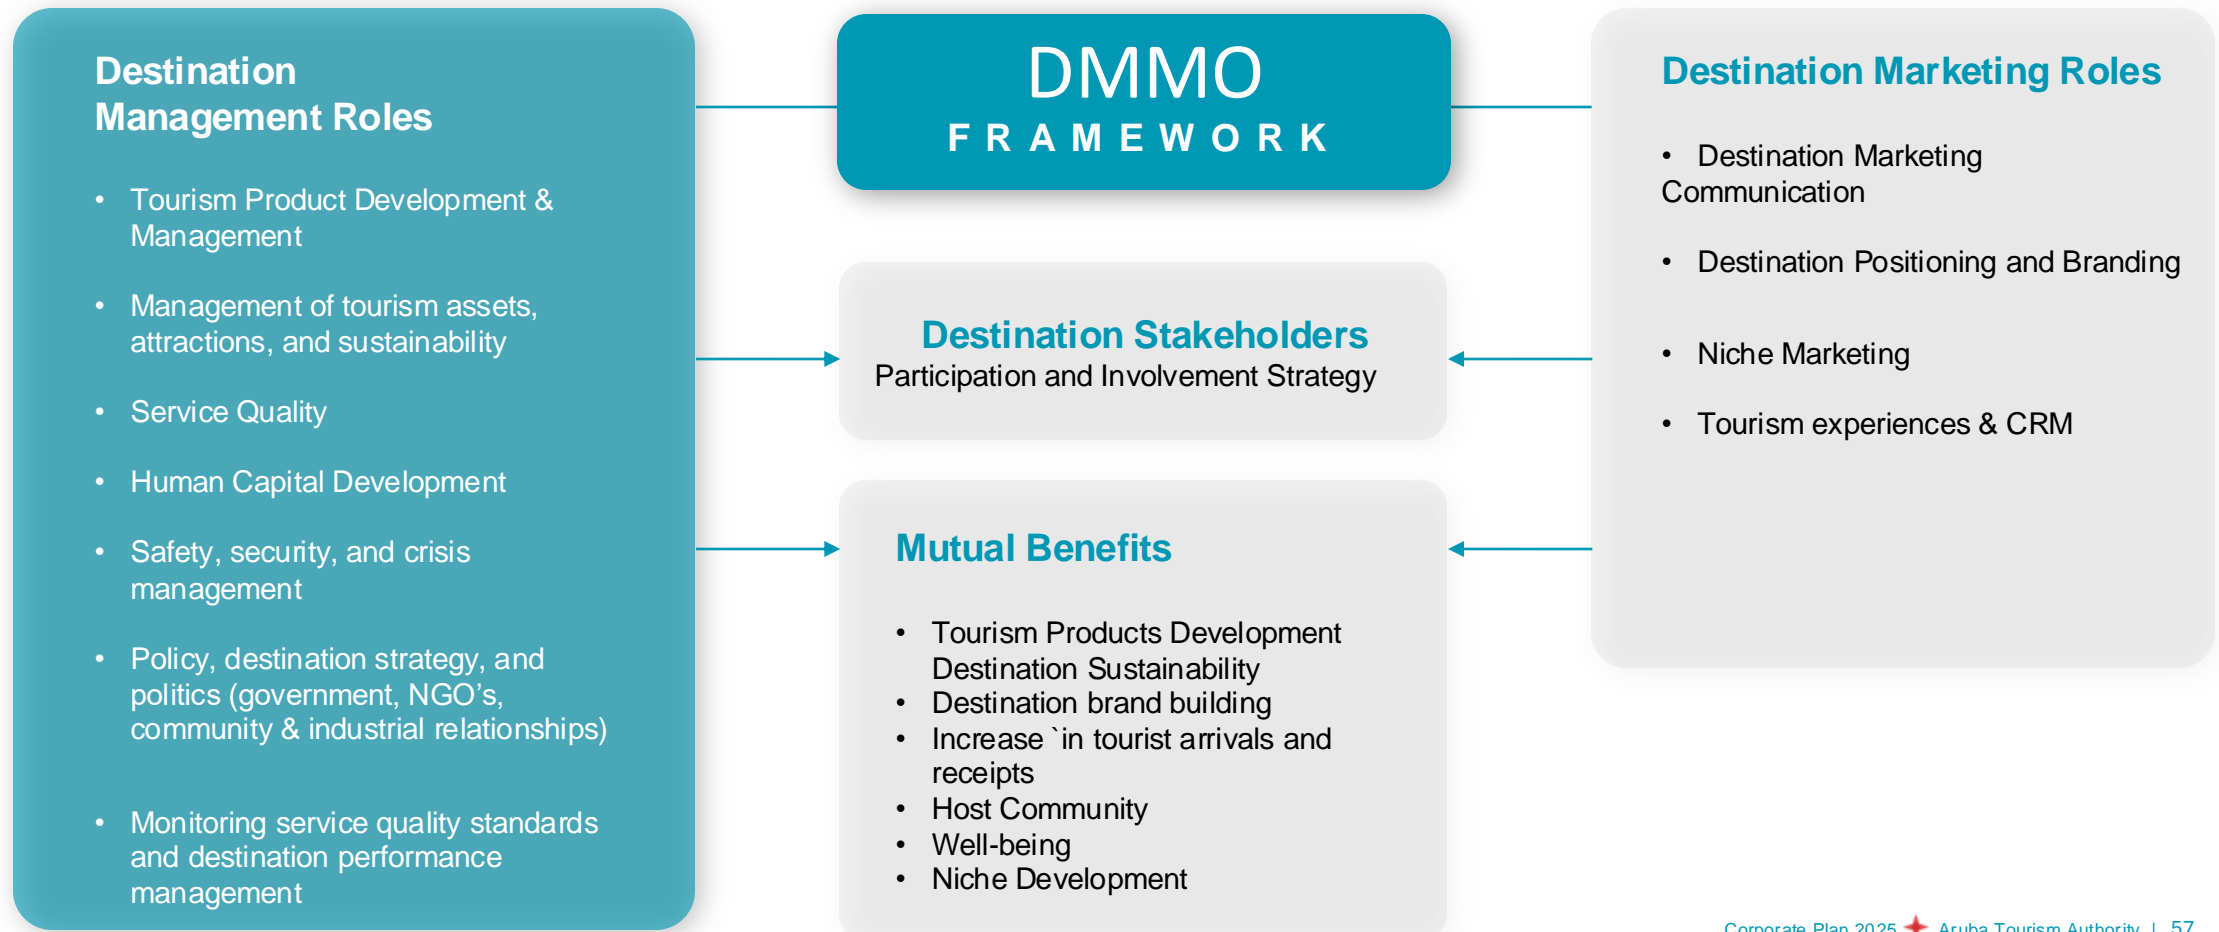 Destination
Management Roles
• Tourism Product Development &
Management
• Management of tourism assets,
attractions, and sustainability
• Service Quality
• Human Capital Development
• Safety, security, and crisis
management
• Policy, destination strategy, and
politics (government, NGO’s,
community & industrial relationships)
• Monitoring service quality standards
and destination performance
management
DMMO
FRAMEWORK
Destination Stakeholders
Participation and Involvement Strategy
Mutual Benefits
• Tourism Products Development
Destination Sustainability
• Destination brand building
• Increase `in tourist arrivals and
receipts
• Host Community
• Well-being
• Niche Development
Destination Marketing Roles
• Destination Marketing
Communication
• Destination Positioning and Branding
• Niche Marketing
• Tourism experiences & CRM
Corporate Plan 2025 Aruba Tourism Authority | 57